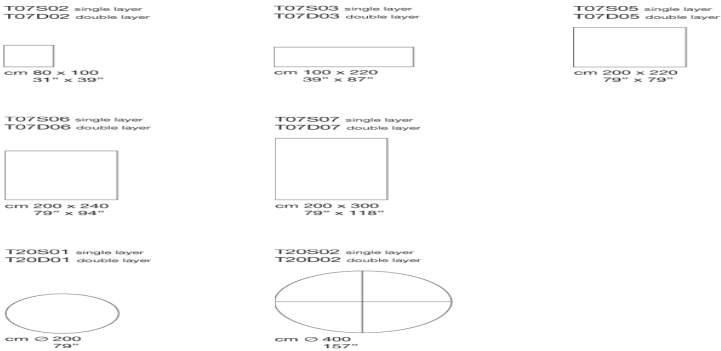 T07S02 single layer
T07D02 double layer
cm 80 x 100
31" x 39"
T07S03 single layer
T07D03 double layer
cm 100 x 220
39" x 87"
T07S05 single layer
T07D05 double layer
cm 200 x 220
79" x 79"
T07S06 single layer
T07D06 double layer
cm 200 x 240
79" x 94"
T07S07 single layer
T07D07 double layer
cm 200 x 300
79" x 118"
T20S01 single layer
T20D01 double layer
cm ∅ 200
79"
T20S02 single layer
T20D02 double layer
cm ∅ 400
157"